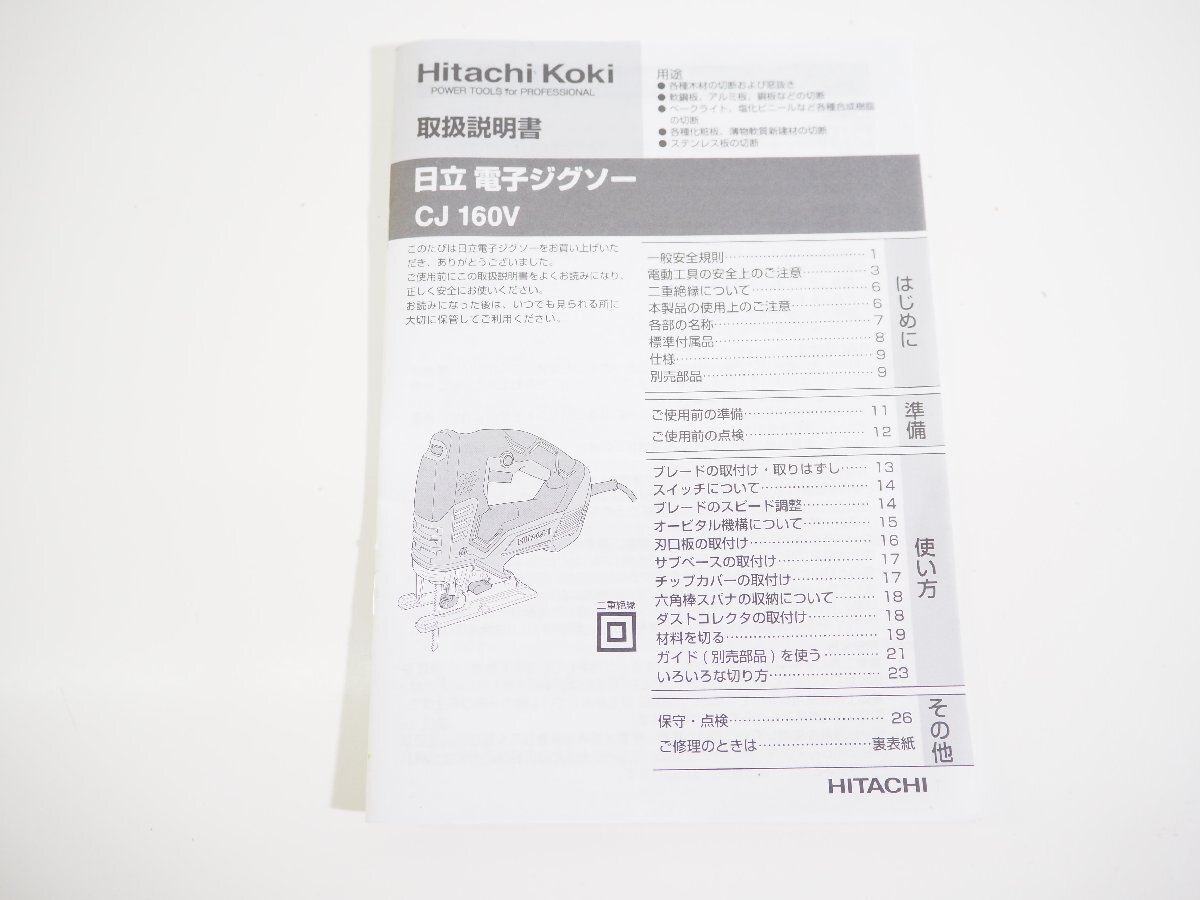 Hitachi Koki
POWER TOOLS for PROFESSIONAL
取扱説明書
用途
● 各種木材の切断および窓抜き
● 軟鋼板、アルミ板、銅板などの切断
● ベークライト、塩化ビニールなど各種合成樹脂
の切断
● 各種化粧板、薄物軟質新建材の切断
● ステンレス板の切断
日立 電子ジグソー
CJ 160V
このたびは日立電子ジグソーをお買い上げいた
だき、ありがとうございました。
ご使用前にこの取扱説明書をよくお読みになり、
正しく安全にお使いください。
お読みになった後は、いつでも見られる所に
大切に保管してご利用ください。
HITACHI
二重絶縁
はじめに
一般安全規則……………………1
電動工具の安全上のご注意…………3
二重絶縁について…………………6
本製品の使用上のご注意……………6
各部の名称………………………7
標準付属品………………………8
仕様……………………………9
別売部品…………………………9
準備
ご使用前の準備…………………11
ご使用前の点検…………………12
使い方
ブレードの取付け・取りはずし……13
スイッチについて…………………14
ブレードのスピード調整……………14
オービタル機構について……………15
刃口板の取付け……………………16
サブベースの取付け………………17
チップカバーの取付け……………17
六角棒スパナの収納について………18
ダストコレクタの取付け……………18
材料を切る………………………19
ガイド(別売部品)を使う…………21
いろいろな切り方…………………23
その他
保守・点検………………………26
ご修理のときは…………………裏表紙
HITACHI